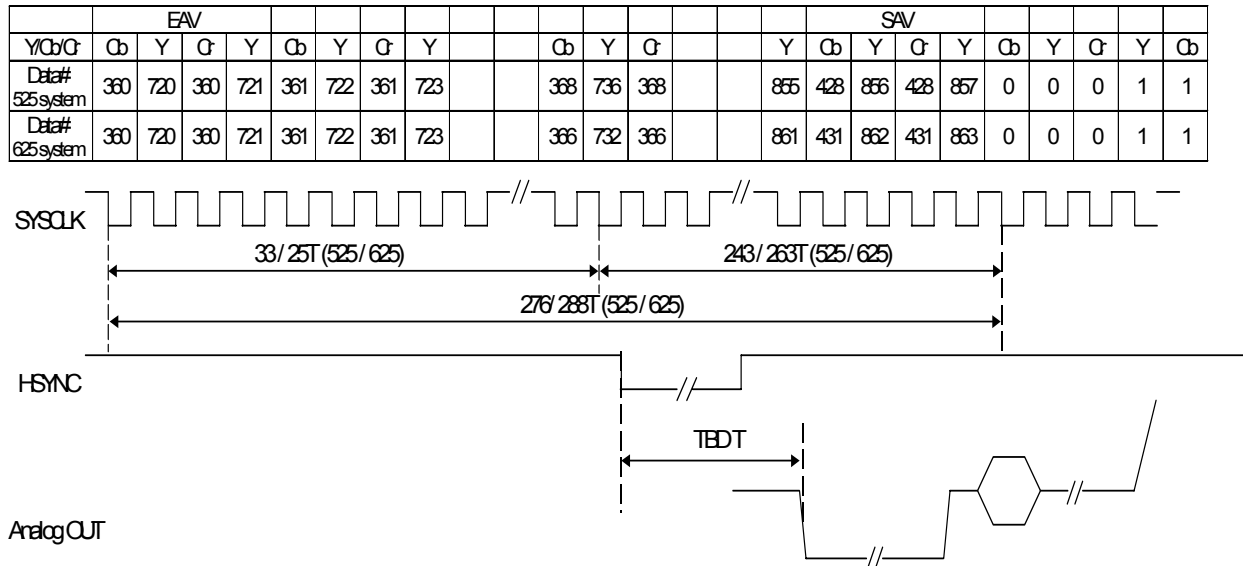 EAV SAV
Y/Cb/Cr Cb Y Cr Y Cb Y Cr Y Cb Y Cr Y Cb Y Cr Y Cb Y Cr Y Cb
Data# 525 system 360 720 360 721 361 722 361 723 368 736 368 855 428 856 428 857 0 0 0 1 1
Data# 625 system 360 720 360 721 361 722 361 723 366 732 366 861 431 862 431 863 0 0 0 1 1
SYSCLK
33 / 25T (525 / 625) 243 / 263T (525 / 625)
276/ 288T (525 / 625)
HSYNC
TBD T
Analog OUT